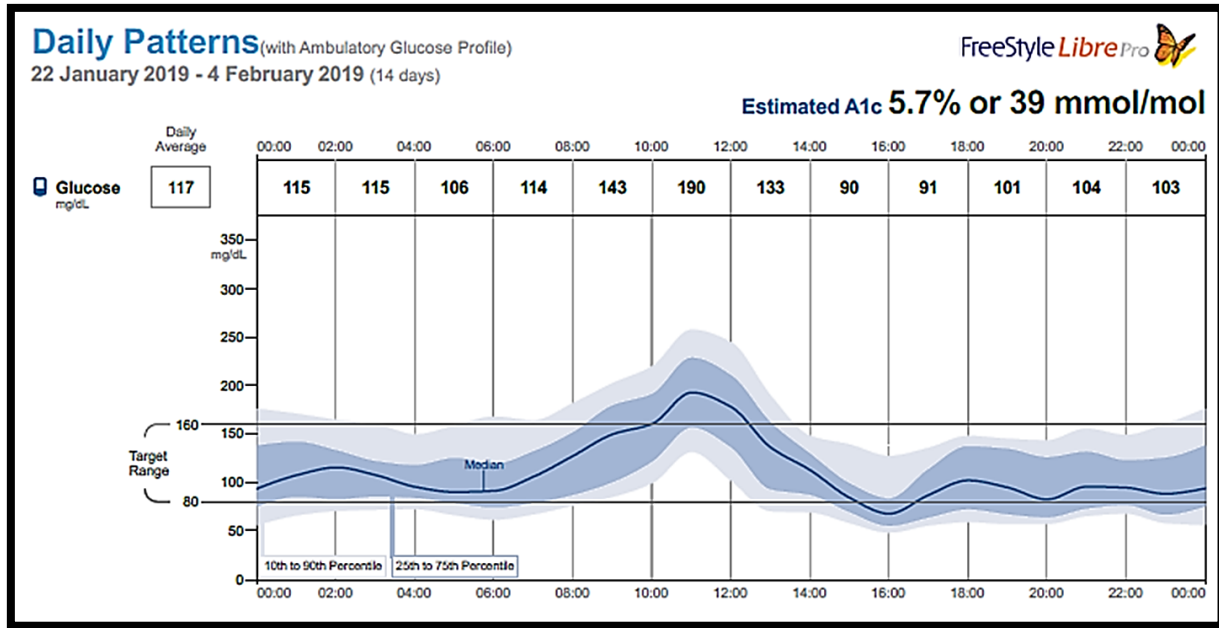 Daily Patterns (with Ambulatory Glucose Profile)
22 January 2019 - 4 February 2019 (14 days)
FreeStyle Libre Pro
Estimated A1c 5.7% or 39 mmol/mol
Daily
Average
00:00 02:00 04:00 06:00 08:00 10:00 12:00 14:00 16:00 18:00 20:00 22:00 00:00
Glucose 117 115 115 106 114 143 190 133 90 91 101 104 103
mg/dL
350
mg/dL
300
250
200
160
150
Target
Range
Median
100
80
50
10th to 90th Percentile 25th to 75th Percentile
0
00:00 02:00 04:00 06:00 08:00 10:00 12:00 14:00 16:00 18:00 20:00 22:00 00:00